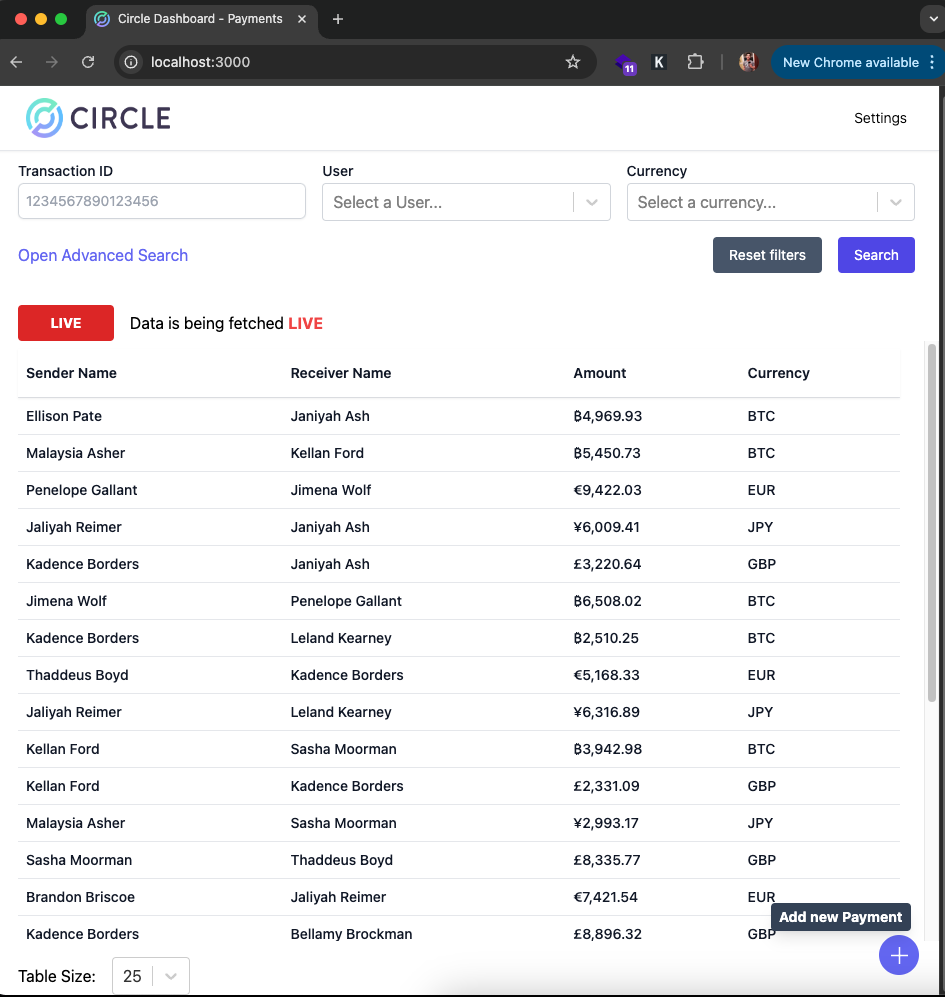 Circle Dashboard - Payments
localhost:3000
11
K
New Chrome available
CIRCLE
Settings
Transaction ID User Currency
1234567890123456 Select a User... Select a currency...
Open Advanced Search Reset filters Search
LIVE Data is being fetched LIVE
Sender Name Receiver Name Amount Currency
Ellison Pate Janiyah Ash ₿4,969.93 BTC
Malaysia Asher Kellan Ford ₿5,450.73 BTC
Penelope Gallant Jimena Wolf €9,422.03 EUR
Jaliyah Reimer Janiyah Ash ¥6,009.41 JPY
Kadence Borders Janiyah Ash £3,220.64 GBP
Jimena Wolf Penelope Gallant ₿6,508.02 BTC
Kadence Borders Leland Kearney ₿2,510.25 BTC
Thaddeus Boyd Kadence Borders €5,168.33 EUR
Jaliyah Reimer Leland Kearney ¥6,316.89 JPY
Kellan Ford Sasha Moorman ₿3,942.98 BTC
Kellan Ford Kadence Borders £2,331.09 GBP
Malaysia Asher Sasha Moorman ¥2,993.17 JPY
Sasha Moorman Thaddeus Boyd £8,335.77 GBP
Brandon Briscoe Jaliyah Reimer €7,421.54 EUR
Add new Payment
Kadence Borders Bellamy Brockman £8,896.32 GBP
Table Size: 25